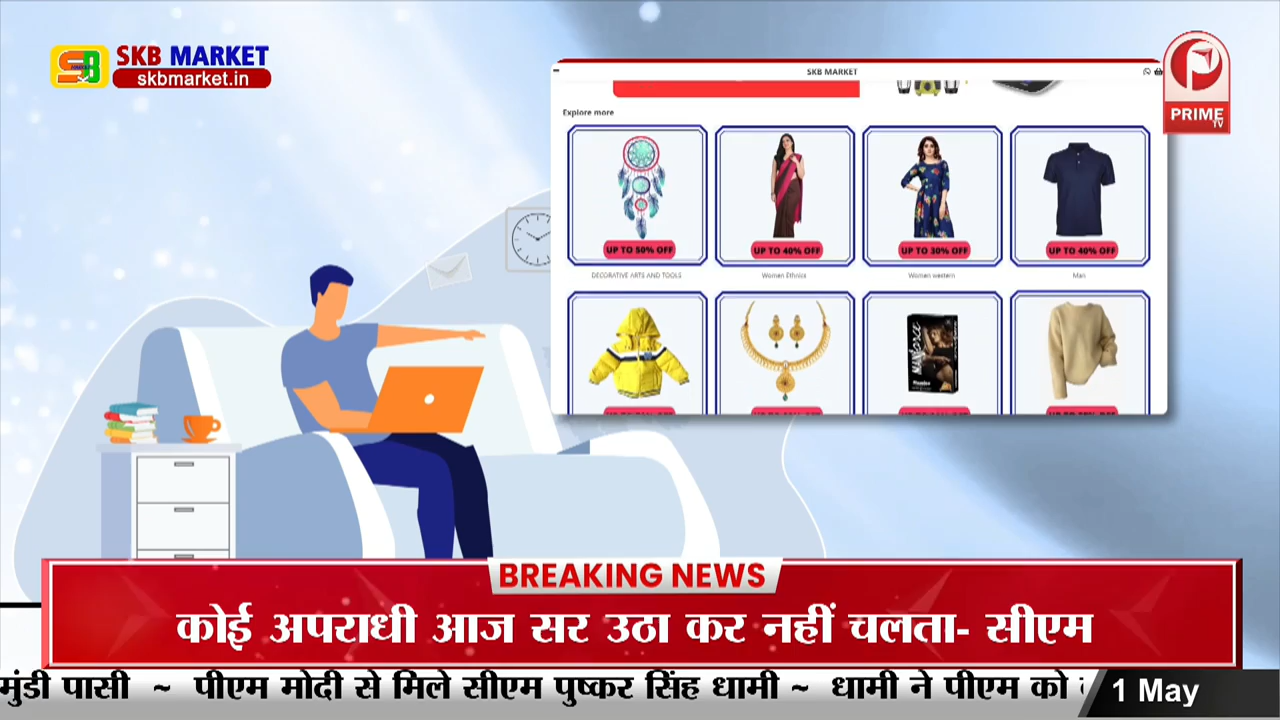 SKB MARKET
skbmarket.in
SKB MARKET
PRIME
TV
Explore more
UP TO 50% OFF
UP TO 40% OFF
UP TO 30% OFF
UP TO 40% OFF
DECORATIVE ARTS AND TOOLS
Women Ethnics
Women western
Man
MANFORCE
BREAKING NEWS
कोई अपराधी आज सर उठा कर नहीं चलता- सीएम
मुंडी पासी ~ पीएम मोदी से मिले सीएम पुष्कर सिंह धामी ~ धामी ने पीएम को
1 May